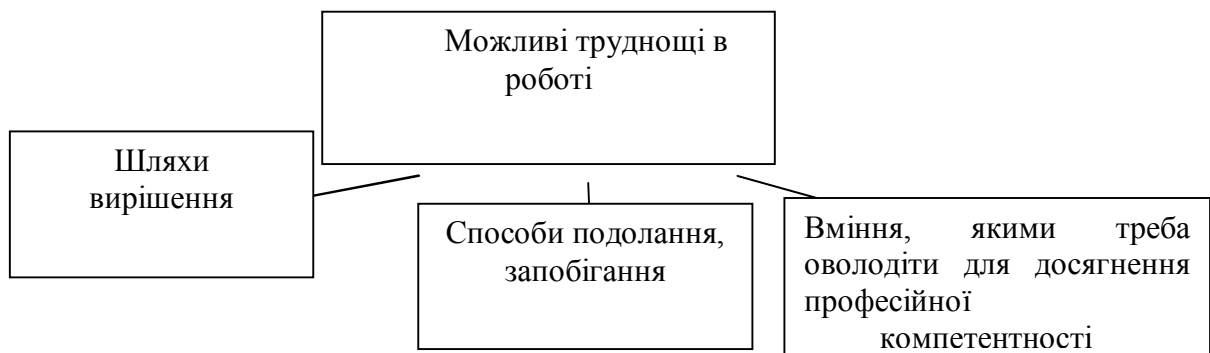 Можливі труднощі в
роботі
Шляхи
вирішення
Способи подолання,
запобігання
Вміння, якими треба
оволодіти для досягнення
професійної
компетентності